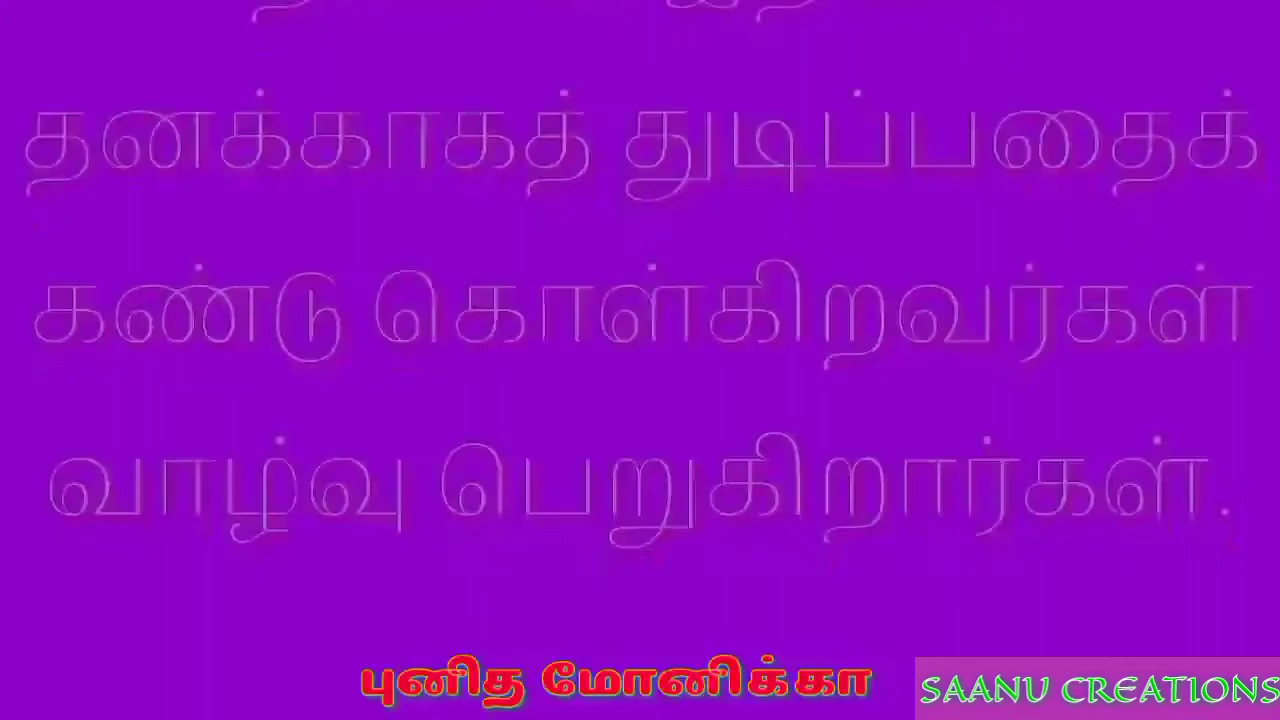 தனக்காகத் துடிப்பதைக்
கண்டு கொள்கிறவர்கள்
வாழ்வு பெறுகிறார்கள்.
புனித மோனிக்கா
SAANU CREATIONS